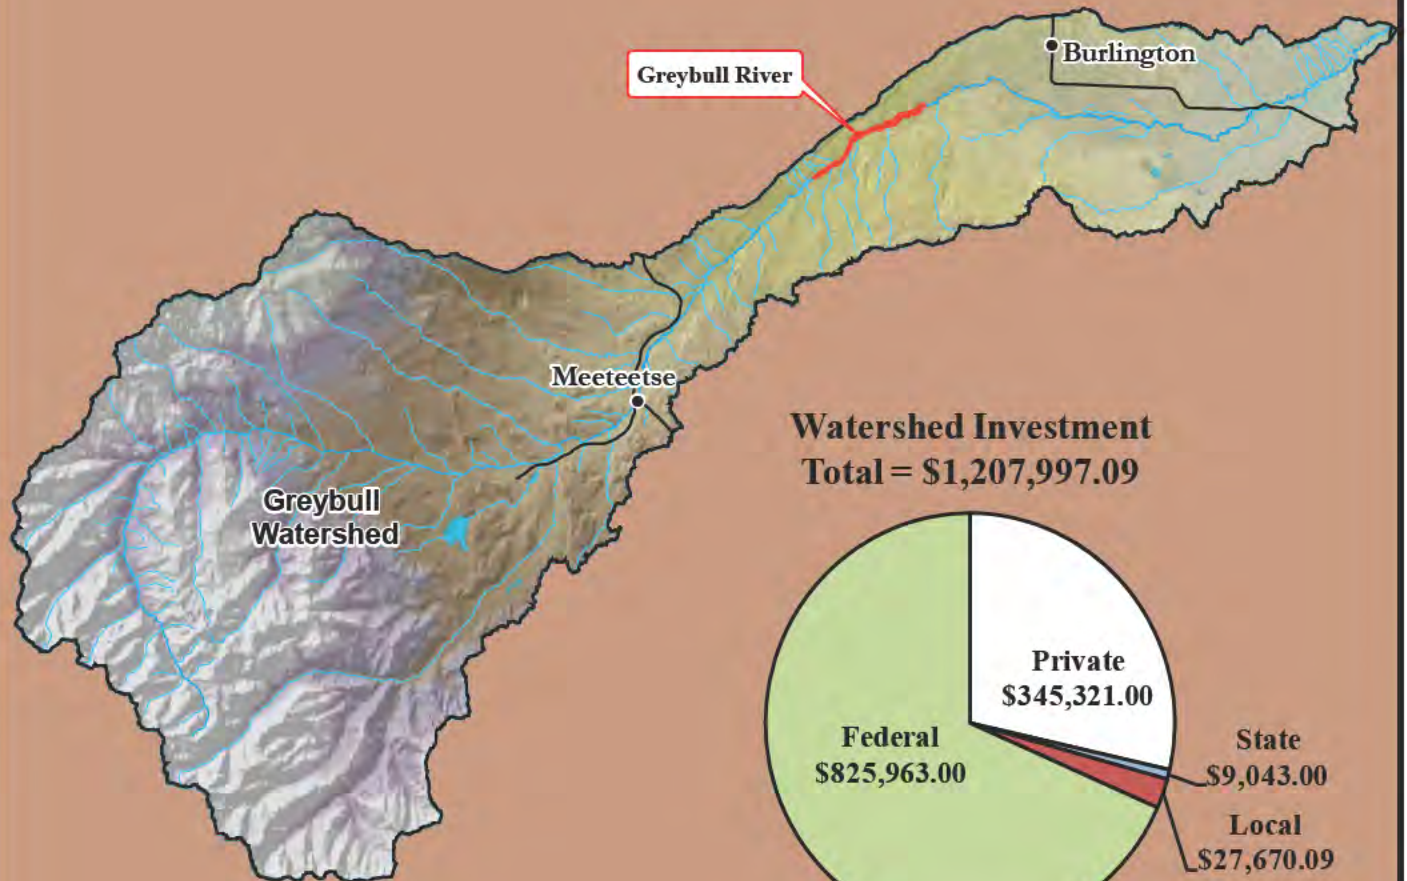 Burlington
Greybull River
Meeteetse
Greybull
Watershed
Watershed Investment
Total = $1,207,997.09
Private
$345,321.00
Federal
$825,963.00
State
$9,043.00
Local
$27,670.09